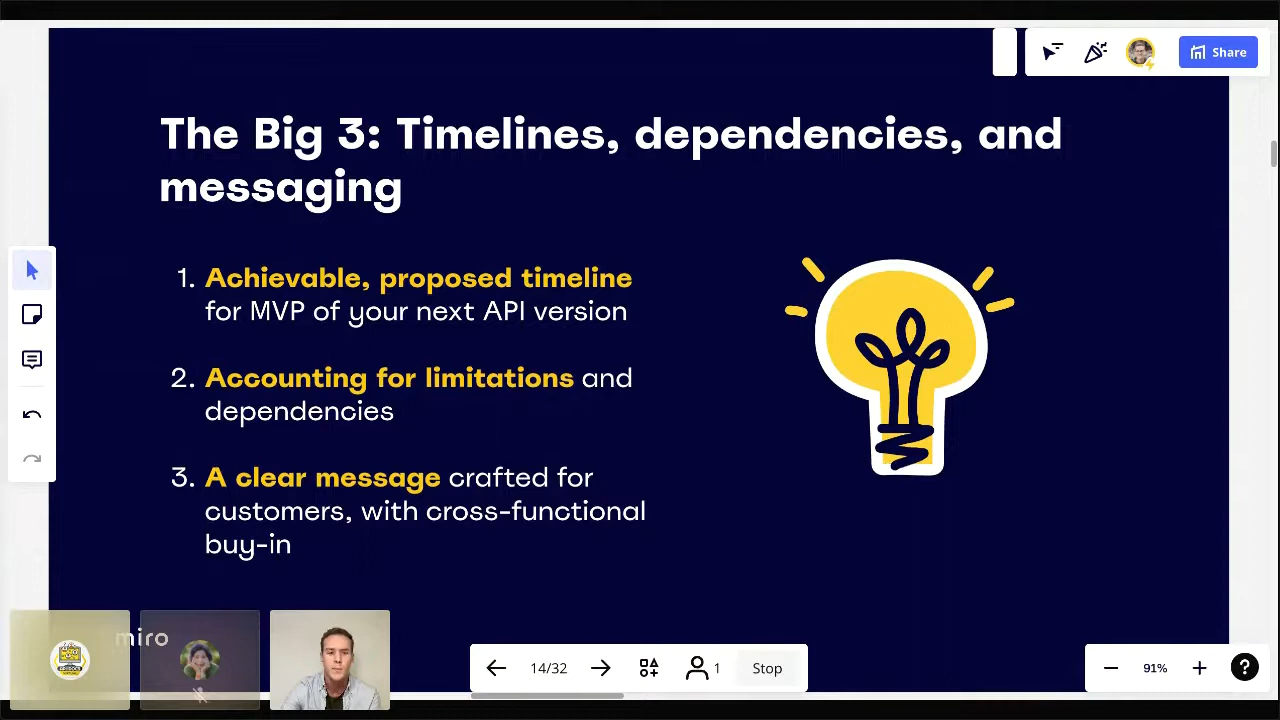 Share
The Big 3: Timelines, dependencies, and
messaging
1. Achievable, proposed timeline
for MVP of your next API version
2. Accounting for limitations and
dependencies
3. A clear message crafted for
customers, with cross-functional
buy-in
miro
14/32
1
Stop
91%
?